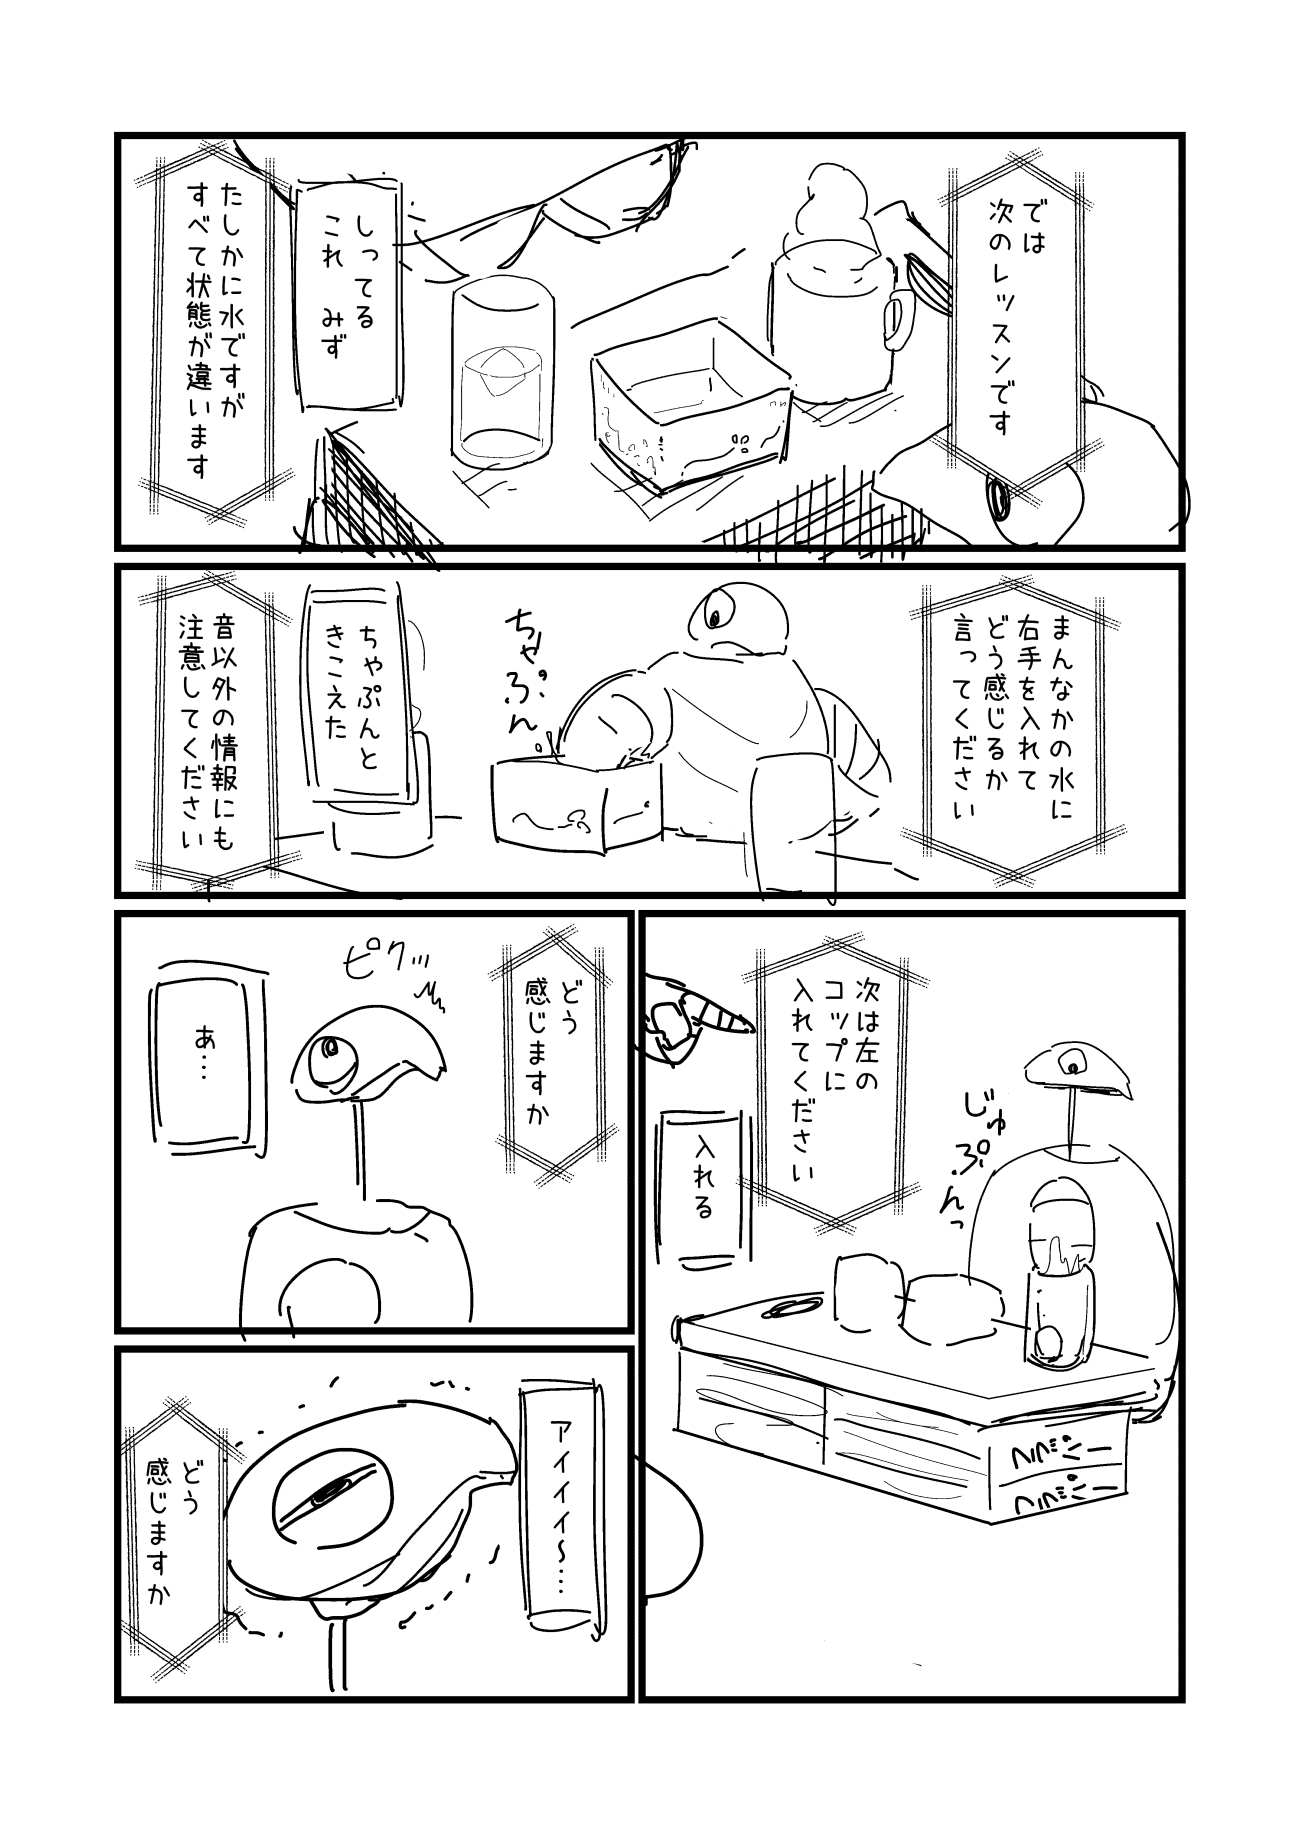 では
次のレッスンです
しってる
これ みず
たしかに水ですが
すべて状態が違います
まんなかの水に
右手を入れて
どう感じるか
言ってください
ちゃぷん
ちゃぷんと
きこえた
音以外の情報にも
注意してください
次は左の
コップに
入れてください
じゅぷんっ
入れる
どう
感じますか
ピクッ
あ…
アイイイ~…
どう
感じますか